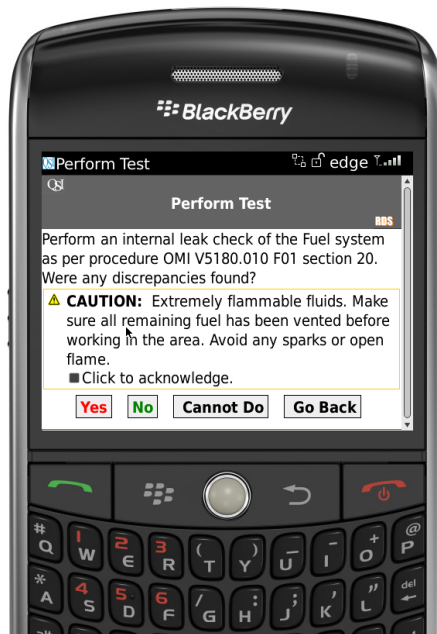 BlackBerry
Perform Test
edge
QSI
Perform Test
RDS
Perform an internal leak check of the Fuel system
as per procedure OMI V5180.010 F01 section 20.
Were any discrepancies found?
CAUTION: Extremely flammable fluids. Make
sure all remaining fuel has been vented before
working in the area. Avoid any sparks or open
flame.
Click to acknowledge.
Yes No Cannot Do Go Back
# Q 1 W 2 E 3 R ( T ) Y _ U - I + O @ P
* A 4 S 5 D 6 F / G : H ; J ' K " L del